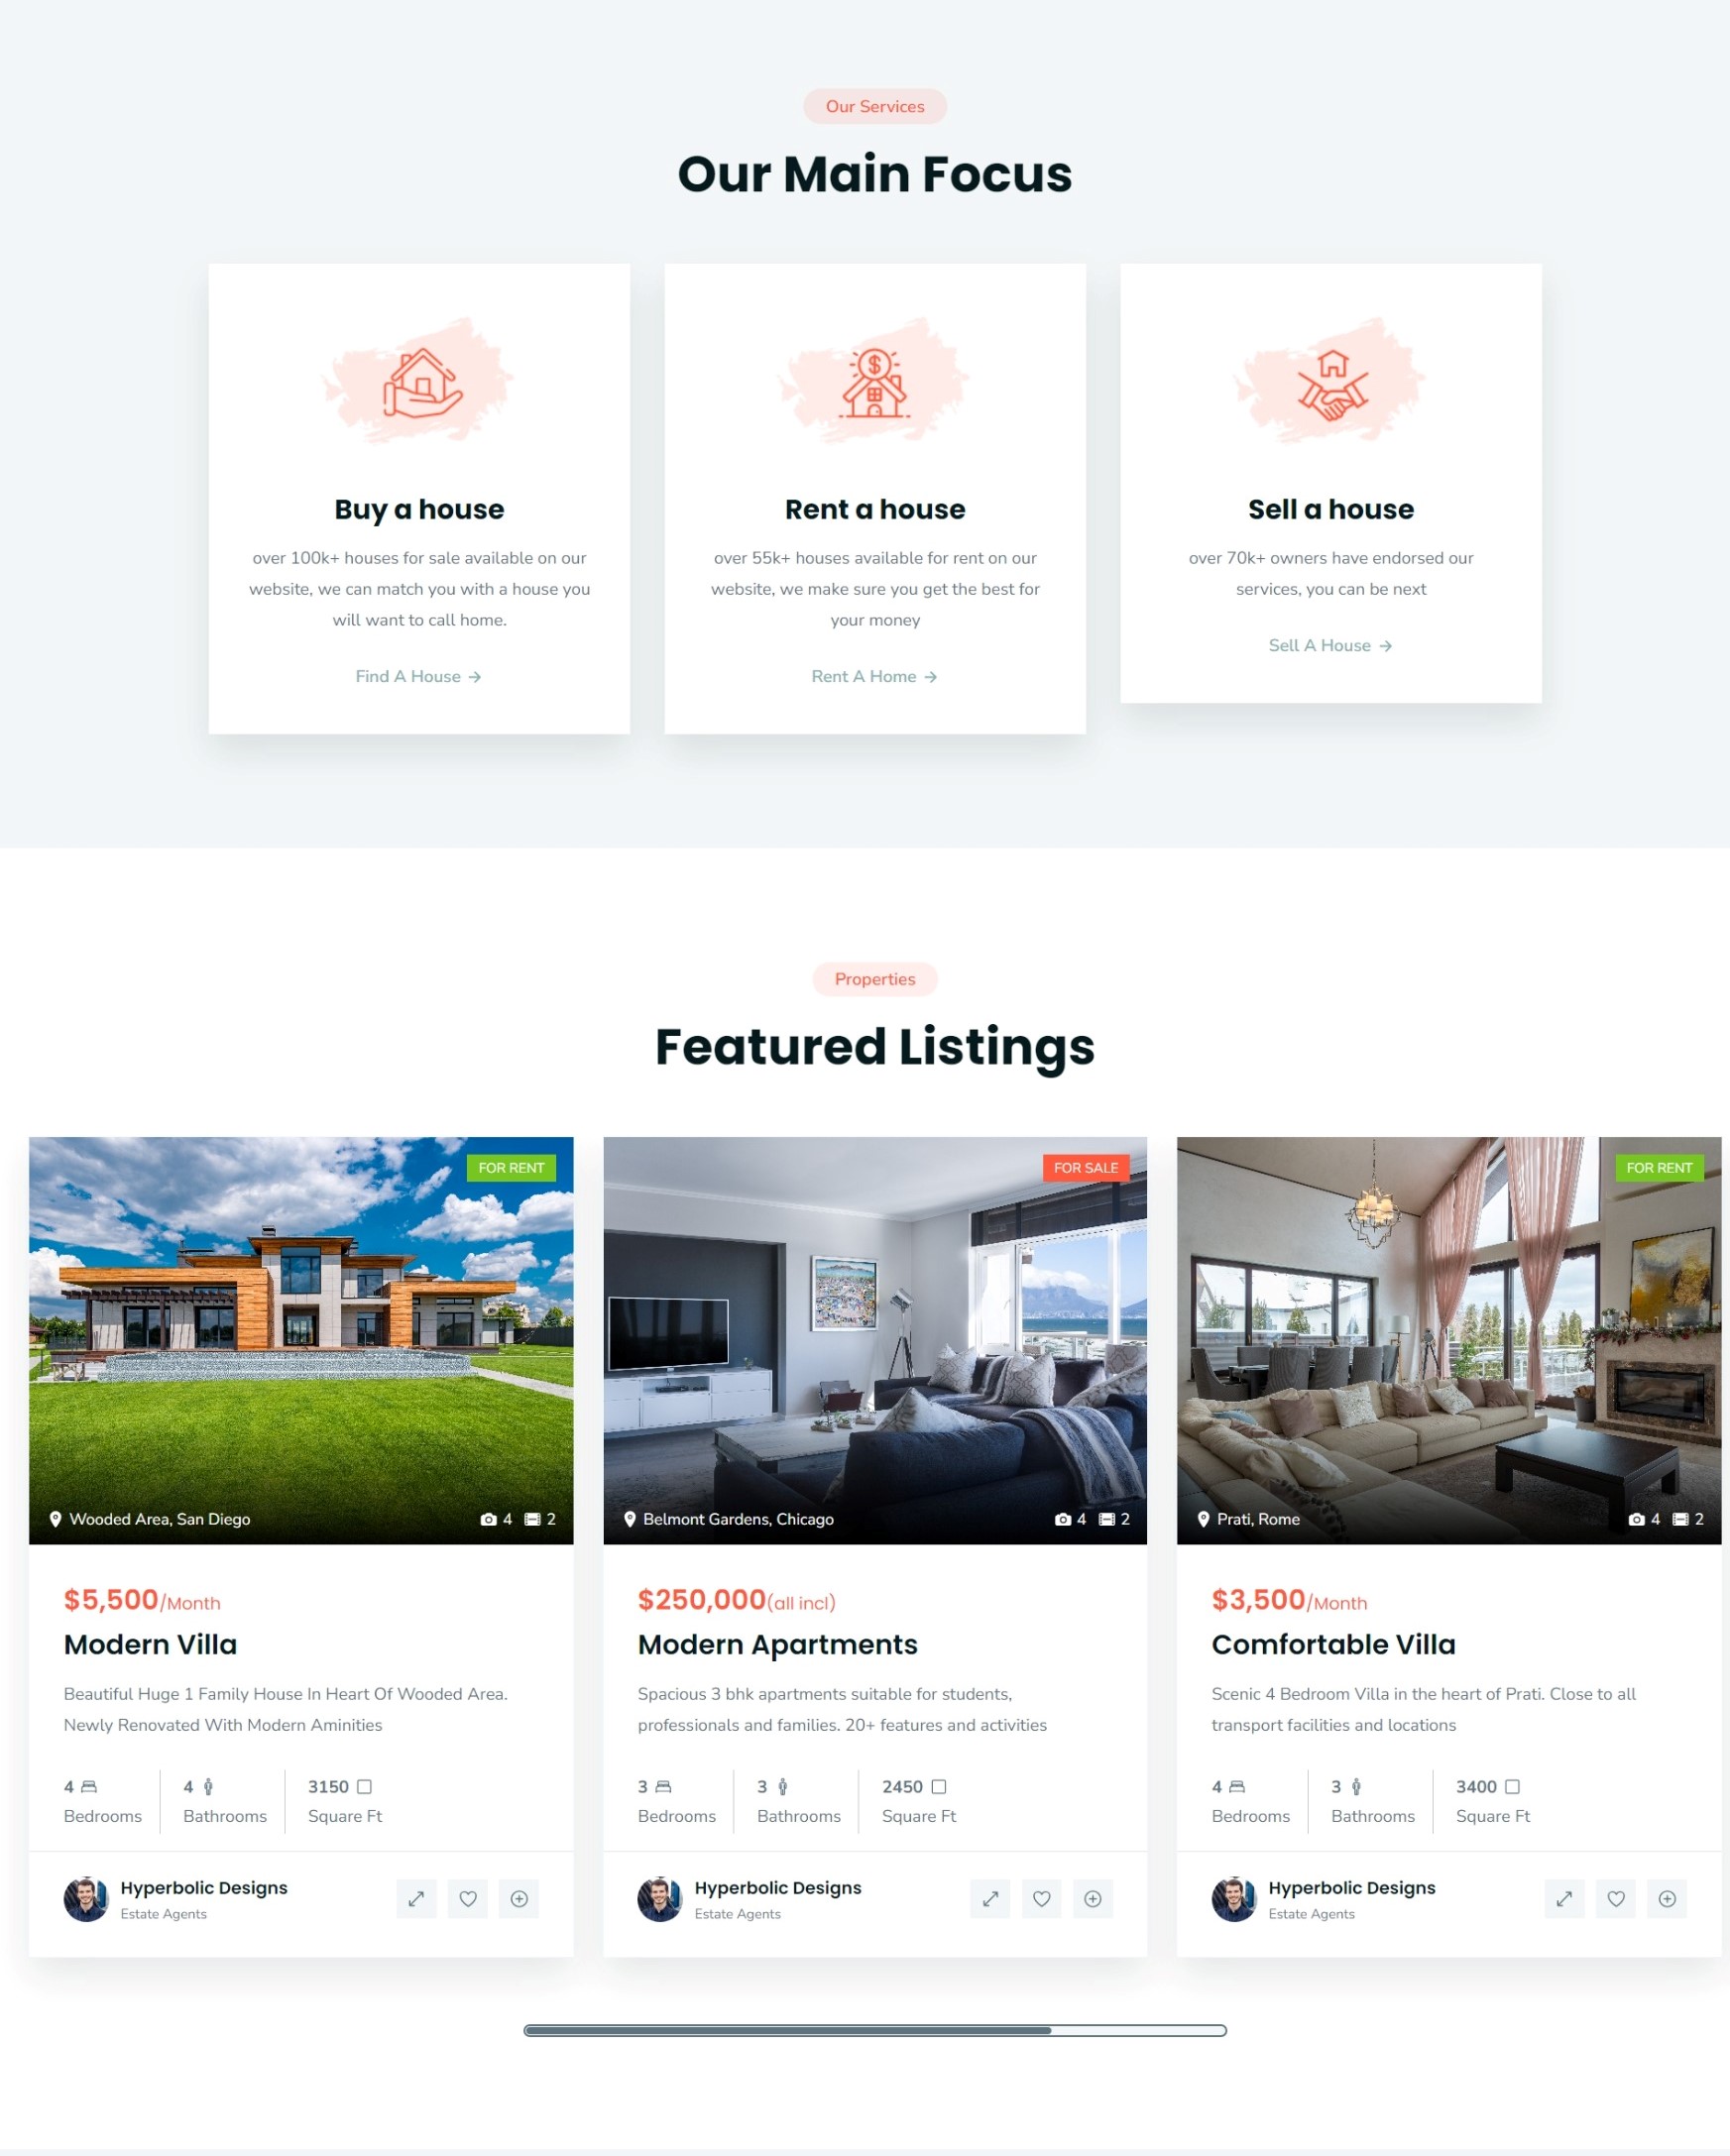 Our Services
Our Main Focus
Buy a house
over 100k+ houses for sale available on our
website, we can match you with a house you
will want to call home.
Find A House →
Rent a house
over 55k+ houses available for rent on our
website, we make sure you get the best for
your money
Rent A Home →
Sell a house
over 70k+ owners have endorsed our
services, you can be next
Sell A House →
Properties
Featured Listings
FOR RENT
Wooded Area, San Diego
4 2
$5,500/Month
Modern Villa
Beautiful Huge 1 Family House In Heart Of Wooded Area.
Newly Renovated With Modern Aminities
4 4 3150
Bedrooms Bathrooms Square Ft
Hyperbolic Designs
Estate Agents
FOR SALE
Belmont Gardens, Chicago
4 2
$250,000(all incl)
Modern Apartments
Spacious 3 bhk apartments suitable for students,
professionals and families. 20+ features and activities
3 3 2450
Bedrooms Bathrooms Square Ft
Hyperbolic Designs
Estate Agents
FOR RENT
Prati, Rome
4 2
$3,500/Month
Comfortable Villa
Scenic 4 Bedroom Villa in the heart of Prati. Close to all
transport facilities and locations
4 3 3400
Bedrooms Bathrooms Square Ft
Hyperbolic Designs
Estate Agents